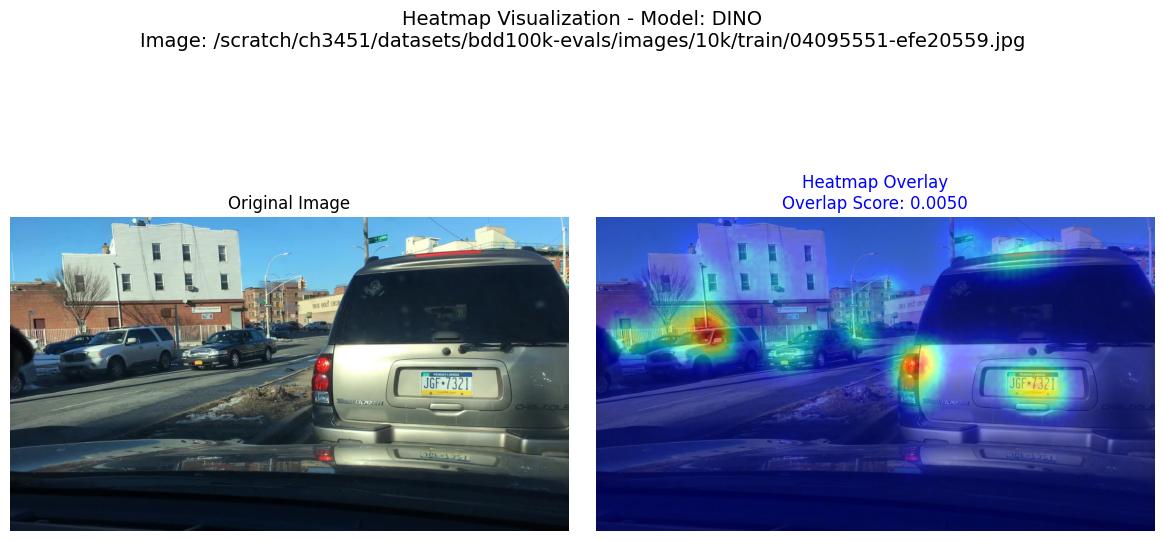 Heatmap Visualization - Model: DINO
Image: /scratch/ch3451/datasets/bdd100k-evals/images/10k/train/04095551-efe20559.jpg
Original Image
Heatmap Overlay
Overlap Score: 0.0050
JGF•7321
JGF•7321